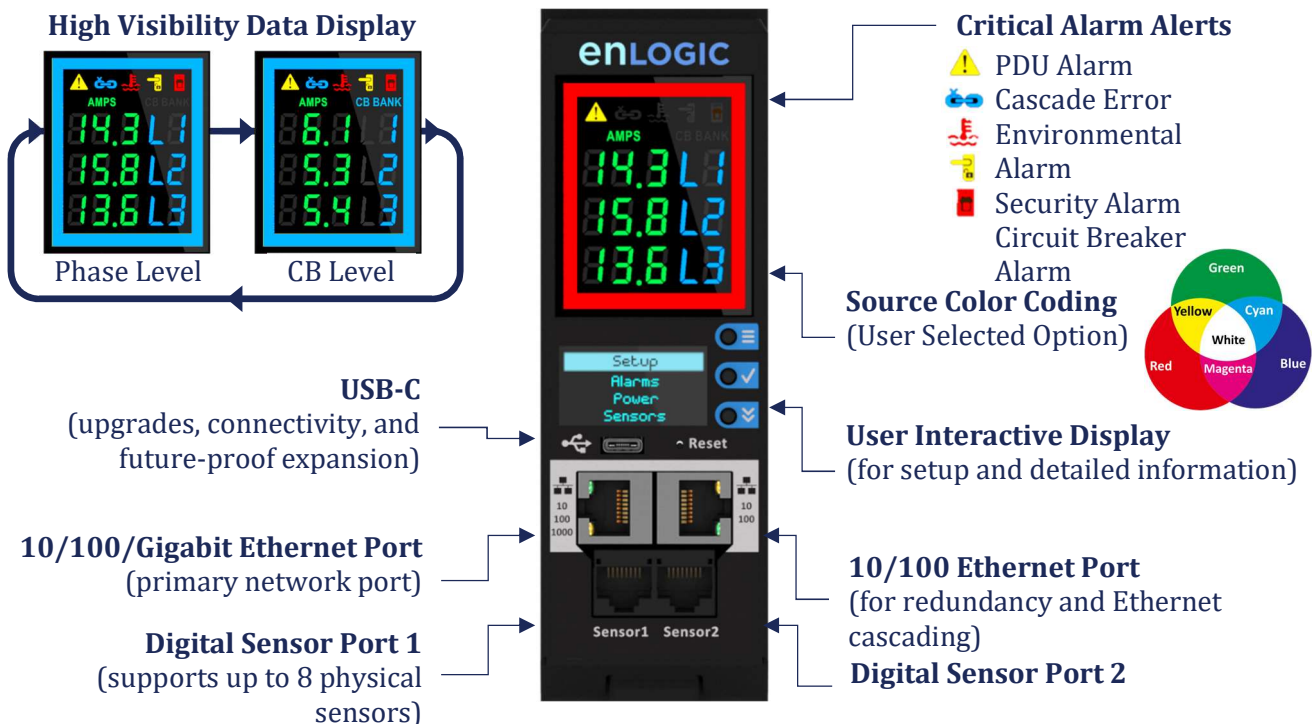 High Visibility Data Display
AMPS CB BANK
14.3 L1
15.8 L2
13.6 L3
Phase Level
AMPS CB BANK
6.1 1
5.3 2
5.4 3
CB Level
enLOGIC
AMPS CB BANK
14.3 L1
15.8 L2
13.6 L3
Setup
Alarms
Power
Sensors
Reset
10
100
1000
10
100
Sensor1 Sensor2
Critical Alarm Alerts
PDU Alarm
Cascade Error
Environmental
Alarm
Security Alarm
Circuit Breaker
Alarm
Source Color Coding
(User Selected Option)
Green
Yellow
Cyan
White
Red
Magenta
Blue
USB-C
(upgrades, connectivity, and
future-proof expansion)
User Interactive Display
(for setup and detailed information)
10/100/Gigabit Ethernet Port
(primary network port)
10/100 Ethernet Port
(for redundancy and Ethernet
cascading)
Digital Sensor Port 1
(supports up to 8 physical
sensors)
Digital Sensor Port 2